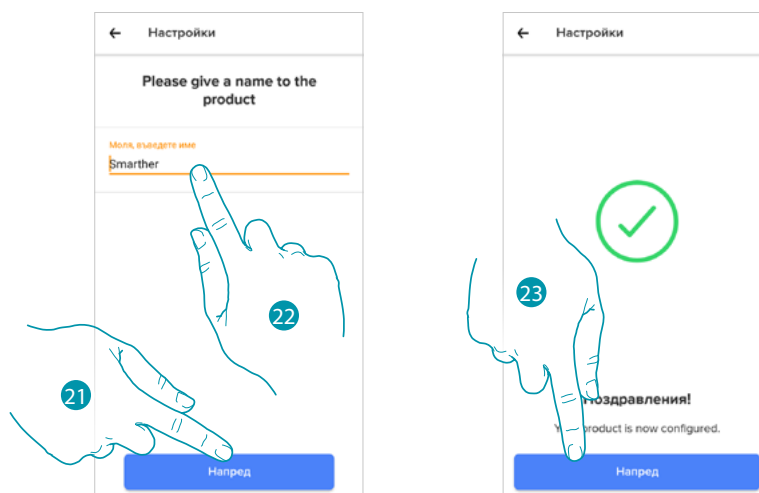 Настройки
Please give a name to the
product
Моля, въведете име
Smarther
22
21
Напред
Настройки
23
Поздравления!
product is now configured.
Напред